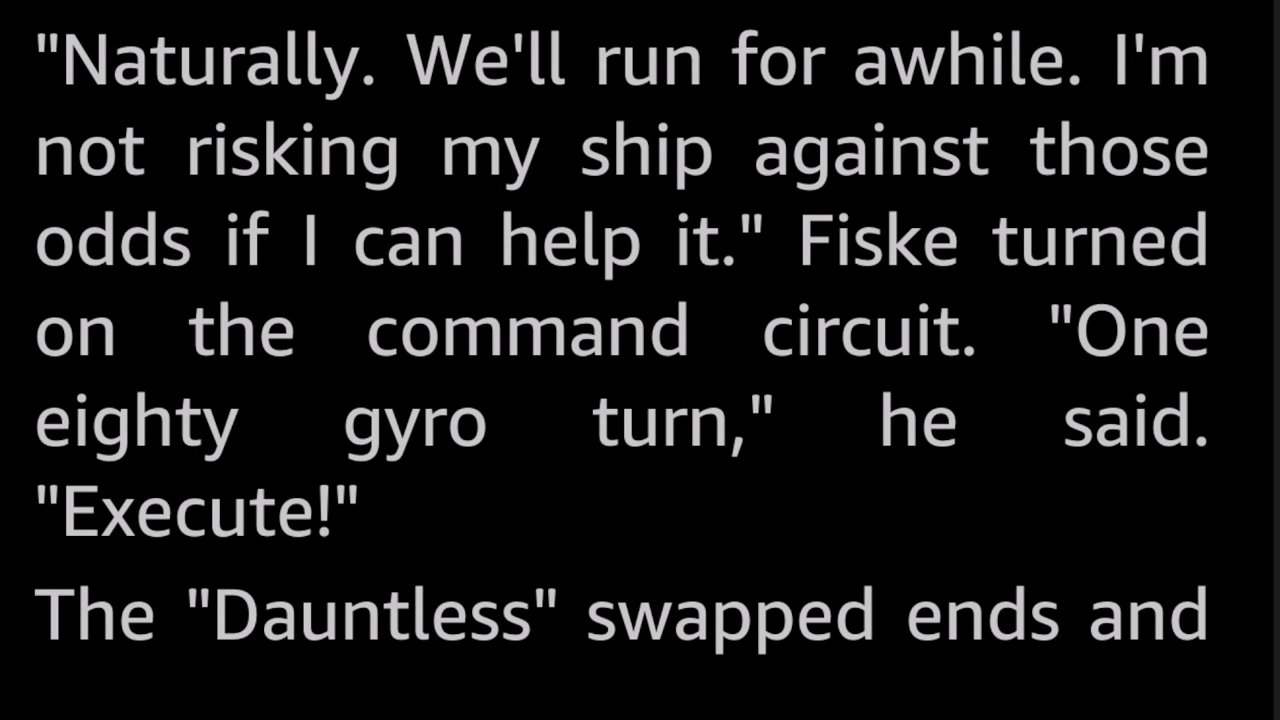 "Naturally. We'll run for awhile. I'm
not risking my ship against those
odds if I can help it." Fiske turned
on the command circuit. "One
eighty gyro turn," he said.
"Execute!"
The "Dauntless" swapped ends and